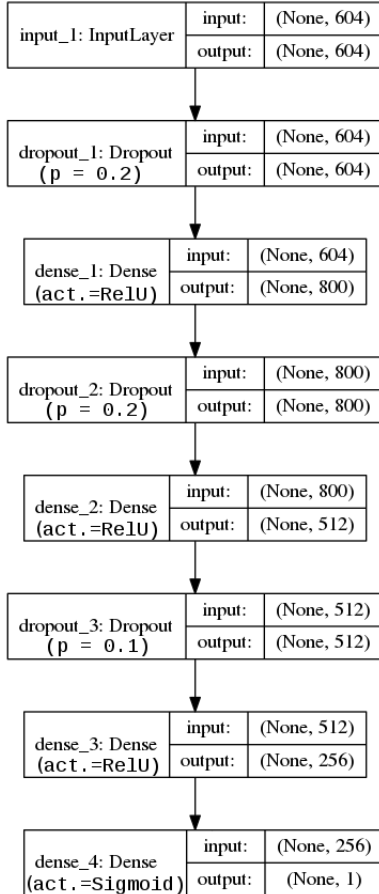 input_1: InputLayer
input: (None, 604)
output: (None, 604)
dropout_1: Dropout
(p = 0.2)
input: (None, 604)
output: (None, 604)
dense_1: Dense
(act.=RelU)
input: (None, 604)
output: (None, 800)
dropout_2: Dropout
(p = 0.2)
input: (None, 800)
output: (None, 800)
dense_2: Dense
(act.=RelU)
input: (None, 800)
output: (None, 512)
dropout_3: Dropout
(p = 0.1)
input: (None, 512)
output: (None, 512)
dense_3: Dense
(act.=RelU)
input: (None, 512)
output: (None, 256)
dense_4: Dense
(act.=Sigmoid)
input: (None, 256)
output: (None, 1)